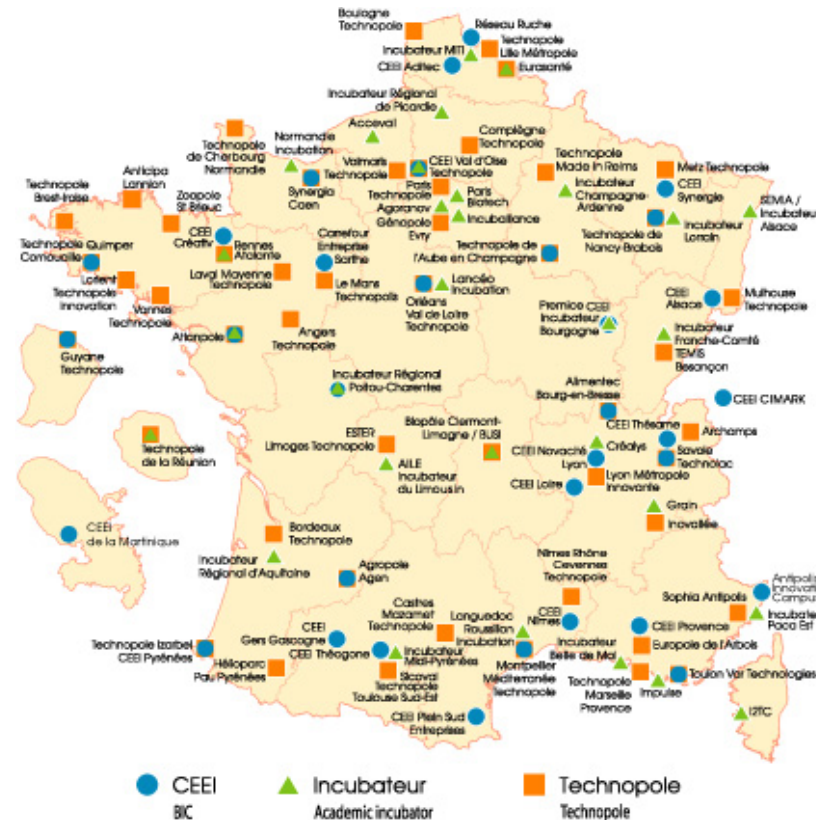 Boulogne
Technopole
Réseau Ruche
Technopole
Lille Métropole
Incubateur MITI
CEEI Aditec
Eurasanté
Incubateur Régional
de Picardie
Acceval
Normandie
Incubation
Technopole
de Cherbourg
Normandie
Compiègne
Technopole
Valmaris
Technopole
CEEI Val d'Oise
Technopole
Technopole
Made in Reims
Metz Technopole
CEEI
Synergie
Synergia
Caen
Paris
Technopole
Agoranov
Génopole
Evry
Paris
Biotech
Incuballiance
Incubateur
Champagne-
Ardenne
SEMIA /
Incubateur
Alsace
Incubateur
Lorrain
Technopole de
Nancy-Brabois
Anticipa
Lannion
Technopole
Brest-Iroise
Zoopole
St Brieuc
CEEI
Créativ
Rennes
Atalante
Carrefour
Entreprise
Sarthe
Technopole de
l'Aube en Champagne
Technopole
Cornouaille
Quimper
Laval Mayenne
Technopole
Le Mans
Technopolis
Lorient
Technopole
Innovation
Vannes
Technopole
Orléans
Val de Loire
Technopole
Lancéo
Incubation
Premice
Incubateur
Bourgogne
CEEI
CEEI
Alsace
Mulhouse
Technopole
Angers
Technopole
Atlanpole
Incubateur
Franche-Comté
TEMIS
Besançon
Guyane
Technopole
Incubateur Régional
Poitou-Charentes
Alimentec
Bourg-en-Bresse
CEEI CIMARK
Technopole
de la Réunion
ESTER
Limoges Technopole
Biopôle Clermont-
Limagne / BUSI
CEEI Thésame
Archamps
CEEI Novaché
Lyon
Créalys
Savoie
Technolac
AILE
Incubateur
du Limousin
CEEI Loire
Lyon Métropole
Innovante
Grain
Inovallée
CEEI
de la Martinique
Bordeaux
Technopole
Incubateur
Régional d'Aquitaine
Agropole
Agen
Nîmes Rhône
Cevennes
Technopole
Antipolis
Innovation
Campus
Sophia Antipolis
Incubateur
Paca Est
Castres
Mazamet
Technopole
Languedoc
Roussillon
Incubation
CEEI
Nîmes
CEEI Provence
Europole de l'Arbois
Technopole Izarbel
CEEI Pyrénées
CEEI
Gers Gascogne
CEEI Théogone
Incubateur
Midi-Pyrénées
Incubateur
Belle de Mai
Hélioparc
Pau Pyrénées
Sicoval
Technopole
Toulouse Sud-Est
Montpellier
Méditerranée
Technopole
Technopole
Marseille
Provence
Impulse
Toulon Var Technologies
CEEI Plein Sud
Entreprises
I2TC
CEEI
BIC
Incubateur
Academic incubator
Technopole
Technopole